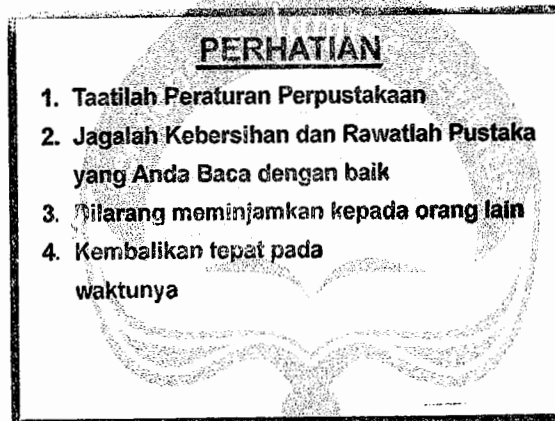 PERHATIAN
1. Taatilah Peraturan Perpustakaan
2. Jagalah Kebersihan dan Rawatlah Pustaka
yang Anda Baca dengan baik
3. Dilarang meminjamkan kepada orang lain
4. Kembalikan tepat pada
waktunya